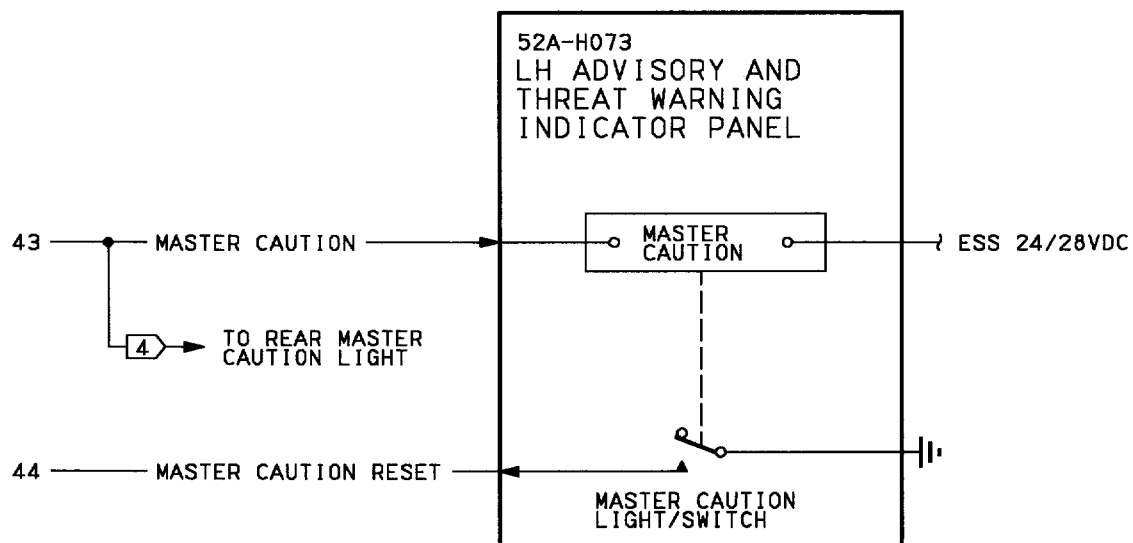 52A-H073
LH ADVISORY AND
THREAT WARNING
INDICATOR PANEL
43 MASTER CAUTION
MASTER
CAUTION
ESS 24/28VDC
4 TO REAR MASTER
CAUTION LIGHT
44 MASTER CAUTION RESET
MASTER CAUTION
LIGHT/SWITCH